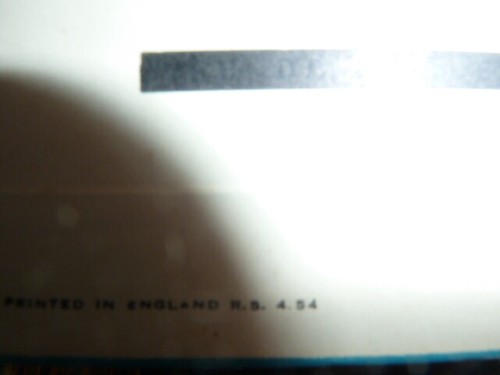 PRINTED IN ENGLAND R.S. 4.54